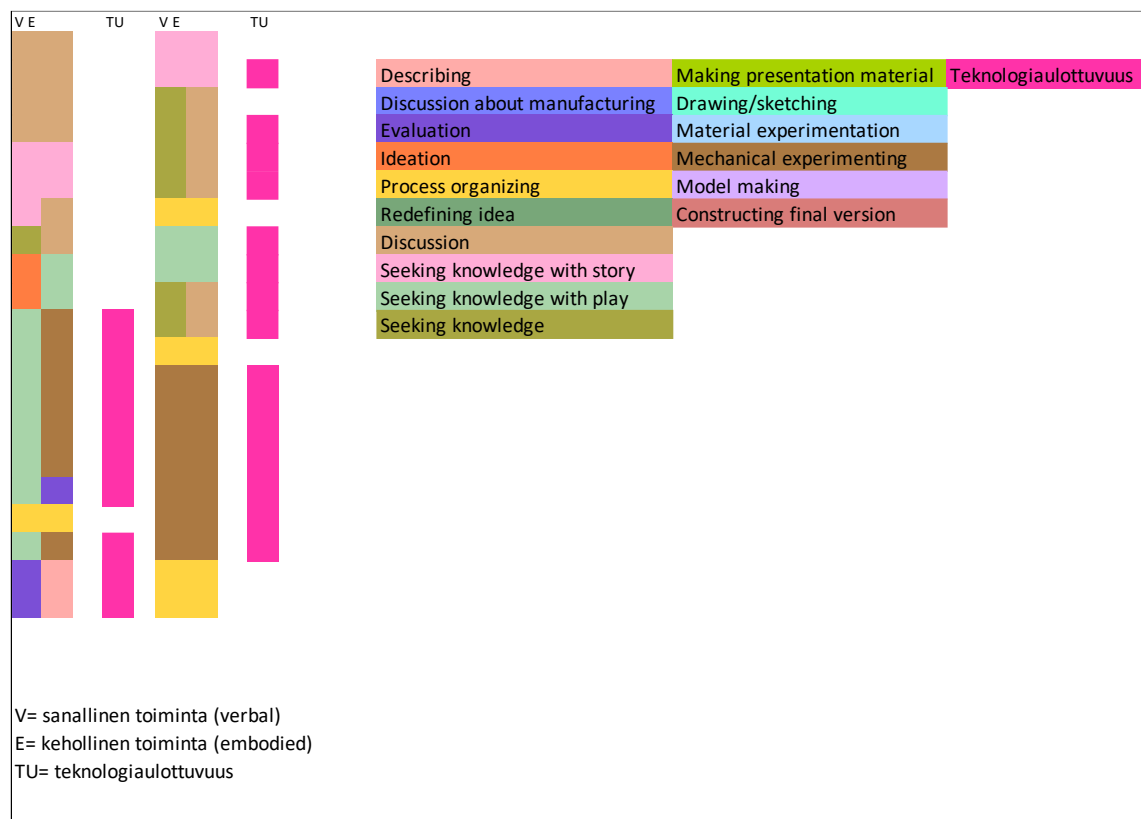 V E TU V E TU
Describing Making presentation material Teknologiaulottuvuus
Discussion about manufacturing Drawing/sketching
Evaluation Material experimentation
Ideation Mechanical experimenting
Process organizing Model making
Redefining idea Constructing final version
Discussion
Seeking knowledge with story
Seeking knowledge with play
Seeking knowledge
V= sanallinen toiminta (verbal)
E= kehollinen toiminta (embodied)
TU= teknologiaulottuvuus